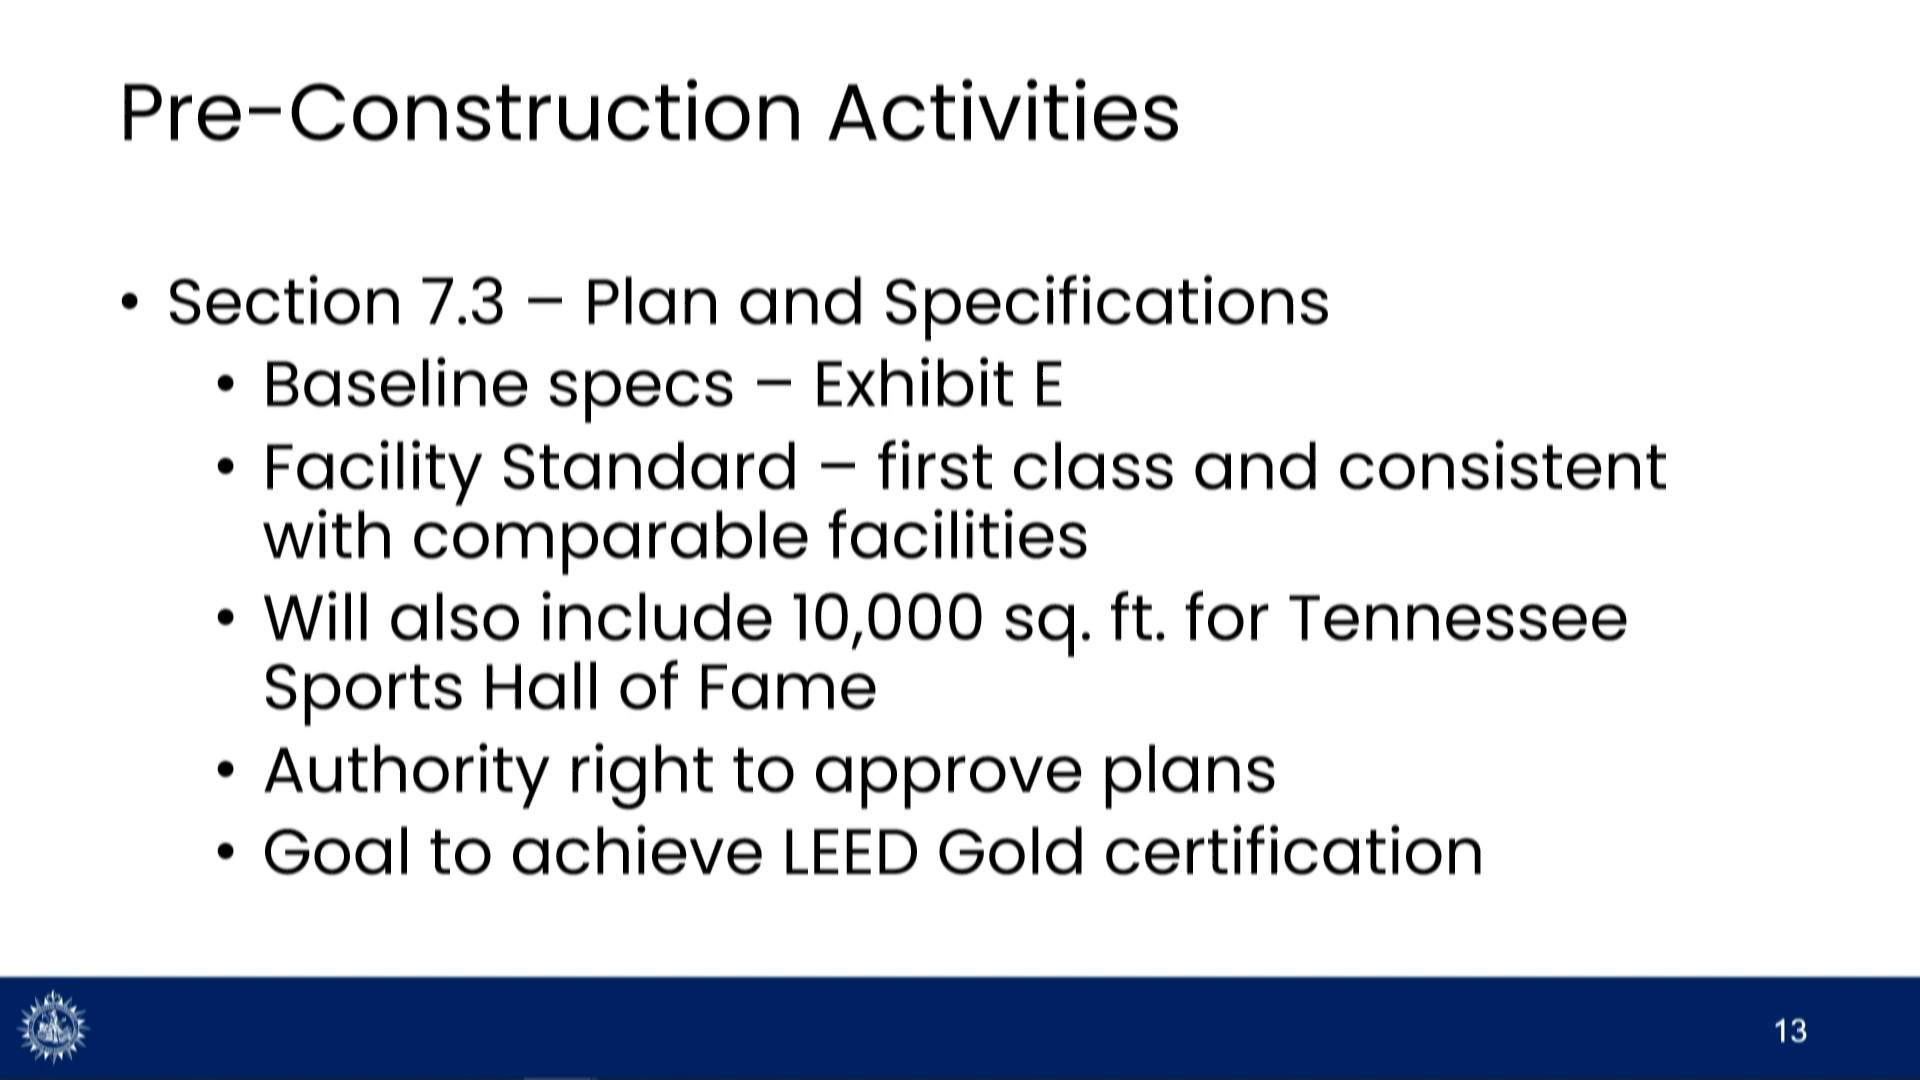 Pre-Construction Activities
• Section 7.3 – Plan and Specifications
• Baseline specs – Exhibit E
• Facility Standard – first class and consistent
with comparable facilities
• Will also include 10,000 sq. ft. for Tennessee
Sports Hall of Fame
• Authority right to approve plans
• Goal to achieve LEED Gold certification
13